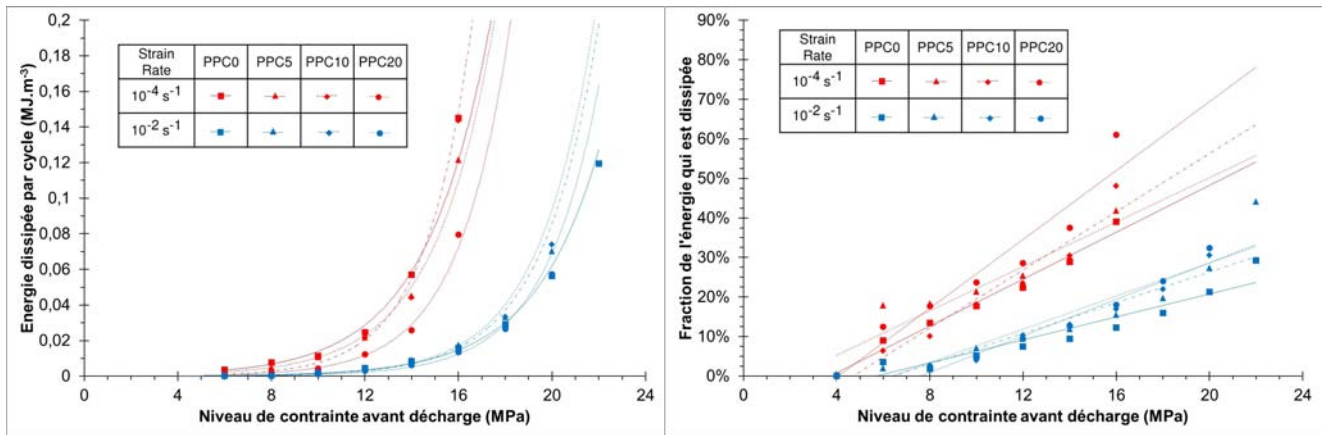 Energie dissipée par cycle (MJ.m-³)
0,2
0,18
0,16
0,14
0,12
0,1
0,08
0,06
0,04
0,02
0
Strain Rate PPC0 PPC5 PPC10 PPC20
10-4 s-1
10-2 s-1
0 4 8 12 16 20 24
Niveau de contrainte avant décharge (MPa)
Fraction de l'énergie qui est dissipée
90%
80%
70%
60%
50%
40%
30%
20%
10%
0%
Strain Rate PPC0 PPC5 PPC10 PPC20
10-4 s-1
10-2 s-1
0 4 8 12 16 20 24
Niveau de contrainte avant décharge (MPa)